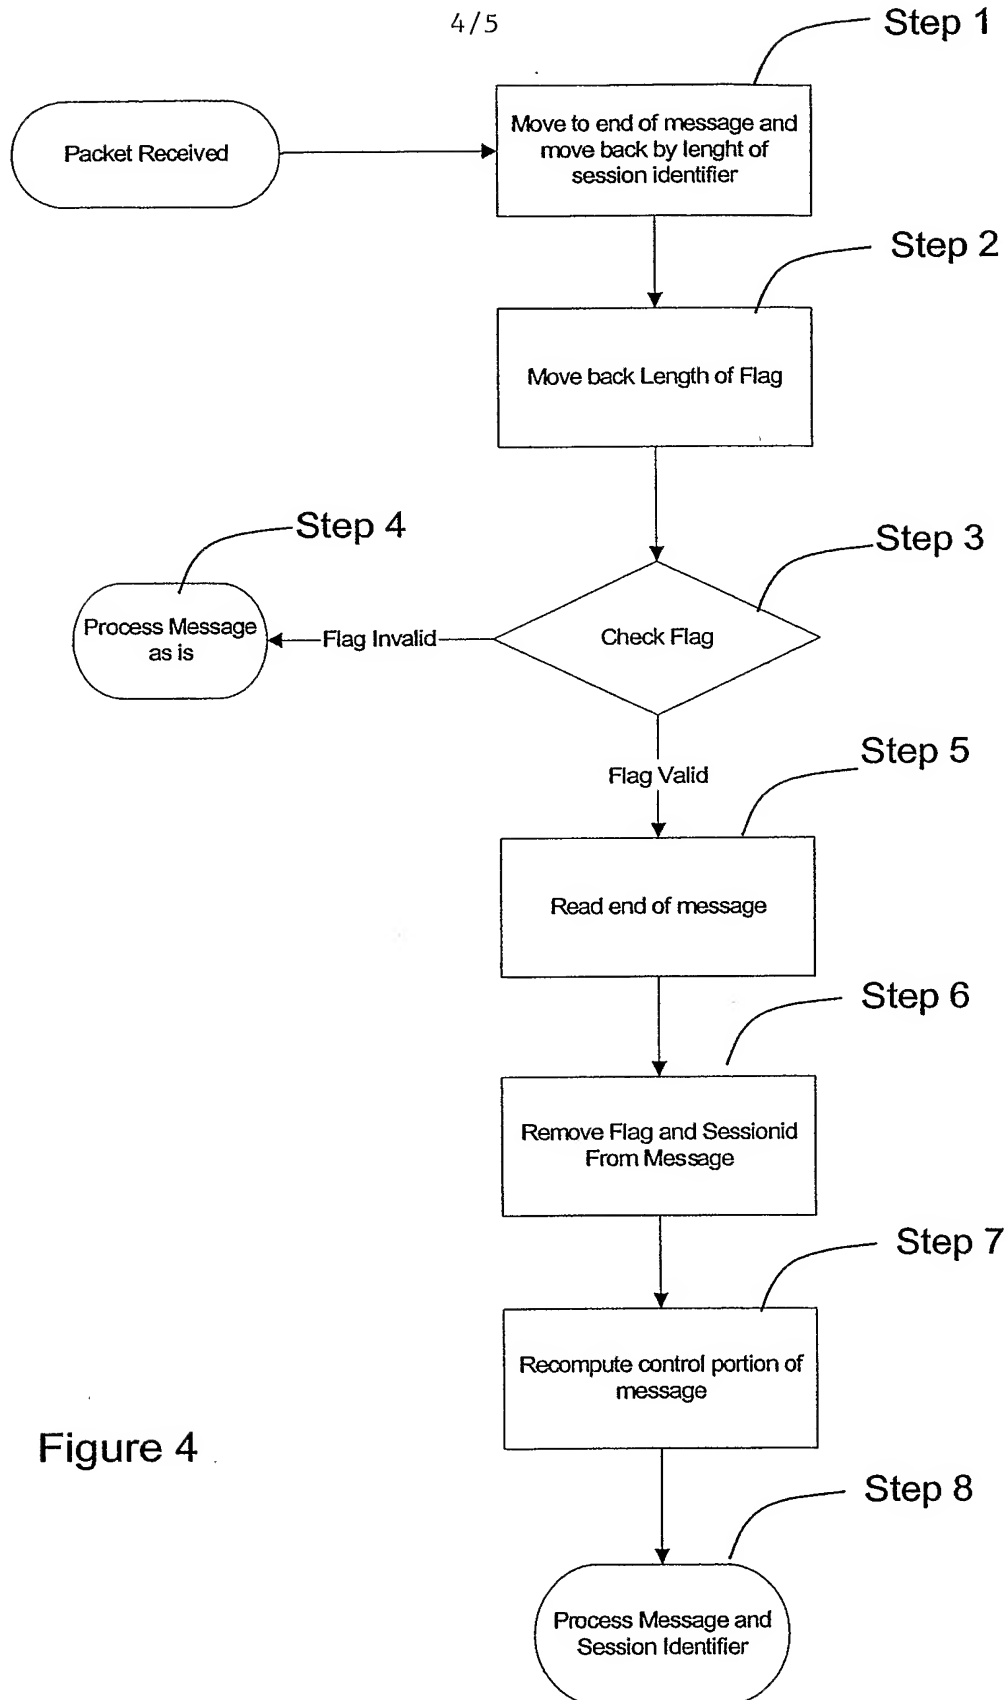 4/5
Step 1
Packet Received
Move to end of message and
move back by lenght of
session identifier
Step 2
Move back Length of Flag
Step 4
Step 3
Process Message
as is
Flag Invalid
Check Flag
Step 5
Flag Valid
Read end of message
Step 6
Remove Flag and Sessionid
From Message
Step 7
Recompute control portion of
message
Figure 4
Step 8
Process Message and
Session Identifier